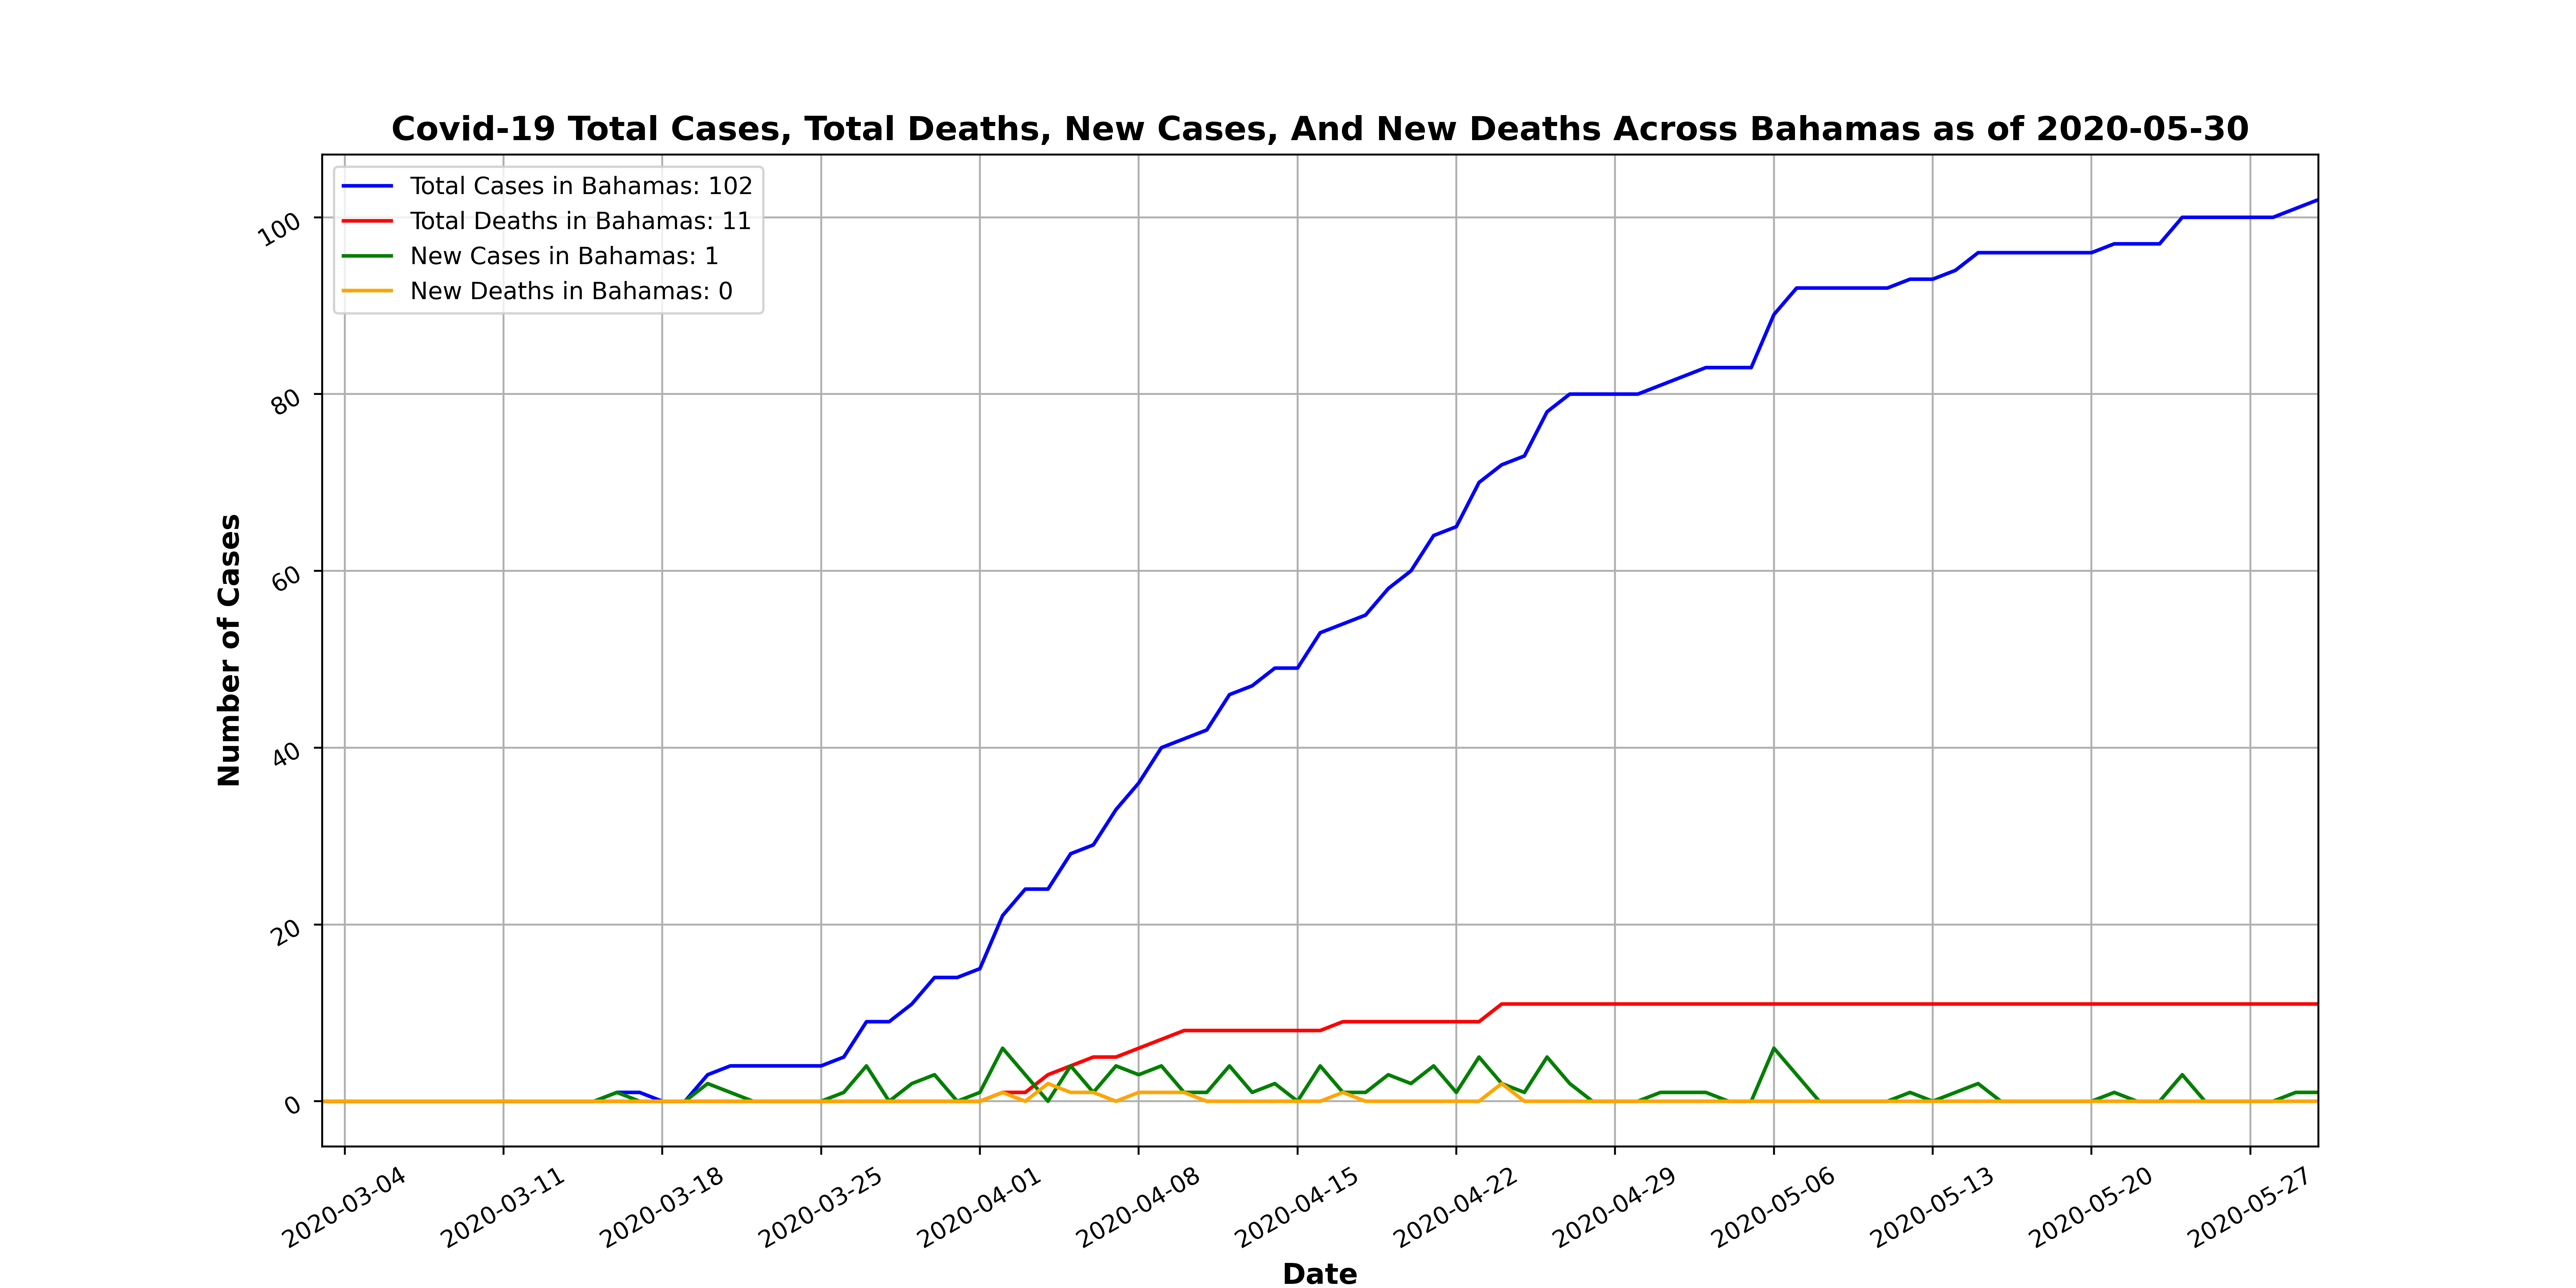 Covid-19 Total Cases, Total Deaths, New Cases, And New Deaths Across Bahamas as of 2020-05-30
Total Cases in Bahamas: 102
Total Deaths in Bahamas: 11
New Cases in Bahamas: 1
New Deaths in Bahamas: 0
Number of Cases
100
80
60
40
20
0
2020-03-04
2020-03-11
2020-03-18
2020-03-25
2020-04-01
2020-04-08
2020-04-15
2020-04-22
2020-04-29
2020-05-06
2020-05-13
2020-05-20
2020-05-27
Date